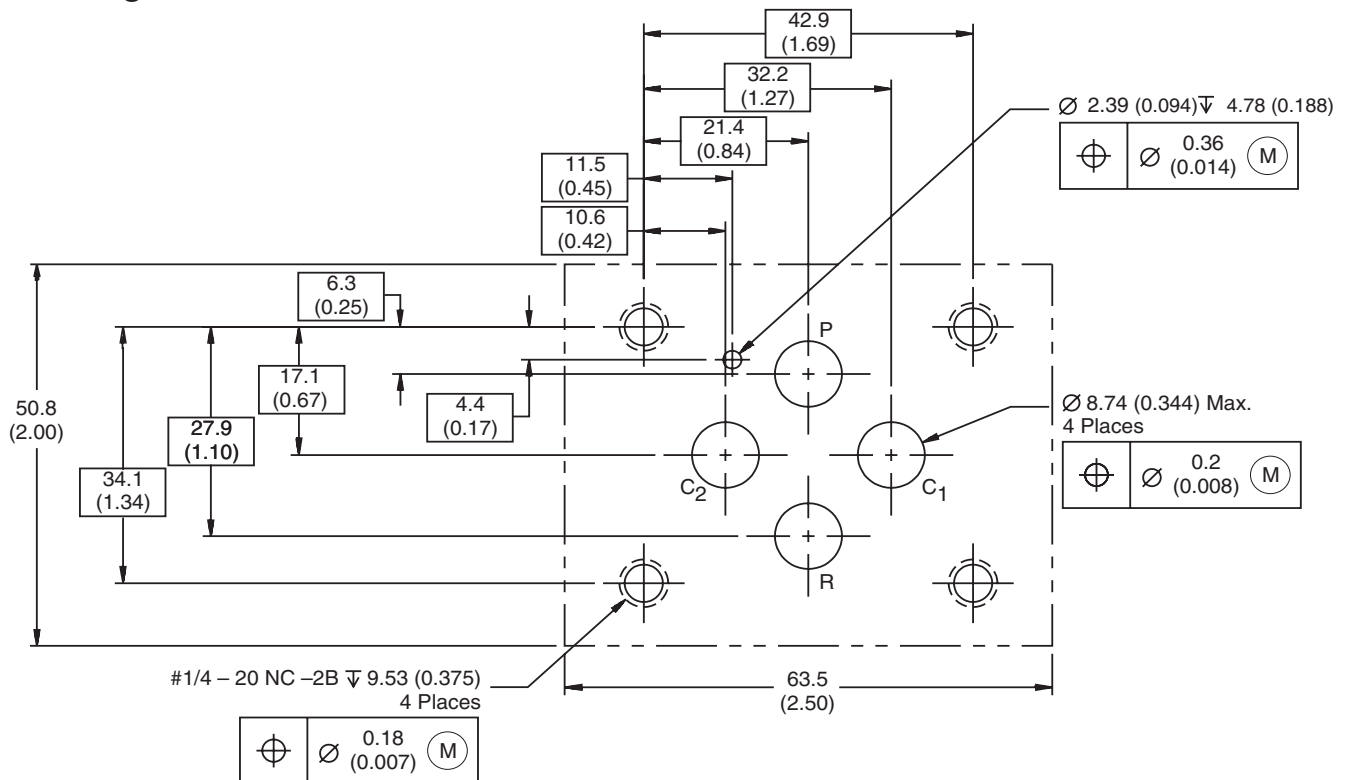 42.9
(1.69)
32.2
(1.27)
⌀ 2.39 (0.094)↧ 4.78 (0.188)
⌖ ⌀ 0.36
(0.014) Ⓜ
21.4
(0.84)
11.5
(0.45)
10.6
(0.42)
6.3
(0.25)
P
17.1
(0.67)
4.4
(0.17)
50.8
(2.00)
27.9
(1.10)
⌀ 8.74 (0.344) Max.
4 Places
⌖ ⌀ 0.2
(0.008) Ⓜ
34.1
(1.34)
C2
C1
R
#1/4 – 20 NC –2B ↧ 9.53 (0.375)
4 Places
⌖ ⌀ 0.18
(0.007) Ⓜ
63.5
(2.50)